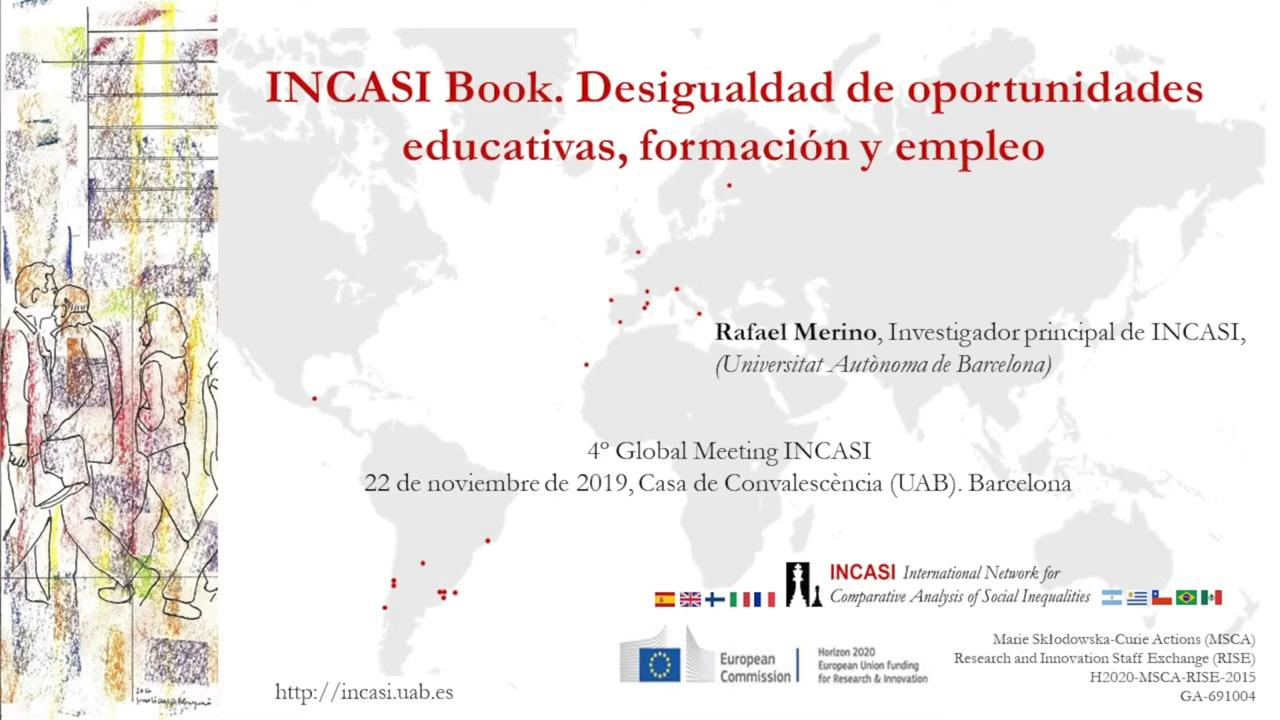 INCASI Book. Desigualdad de oportunidades
educativas, formación y empleo
Rafael Merino, Investigador principal de INCASI,
(Universitat Autònoma de Barcelona)
4º Global Meeting INCASI
22 de noviembre de 2019, Casa de Convalescència (UAB). Barcelona
INCASI International Network for
Comparative Analysis of Social Inequalities
European
Commission
Horizon 2020
European Union funding
for Research & Innovation
Marie Skłodowska-Curie Actions (MSCA)
Research and Innovation Staff Exchange (RISE)
H2020-MSCA-RISE-2015
GA-691004
http://incasi.uab.es